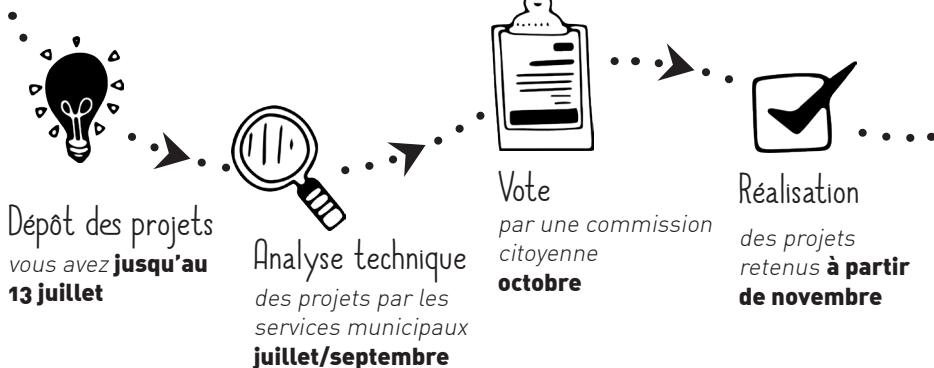 Dépôt des projets
vous avez jusqu'au
13 juillet
Analyse technique
des projets par les
services municipaux
juillet/septembre
Vote
par une commission
citoyenne
octobre
Réalisation
des projets
retenus à partir
de novembre